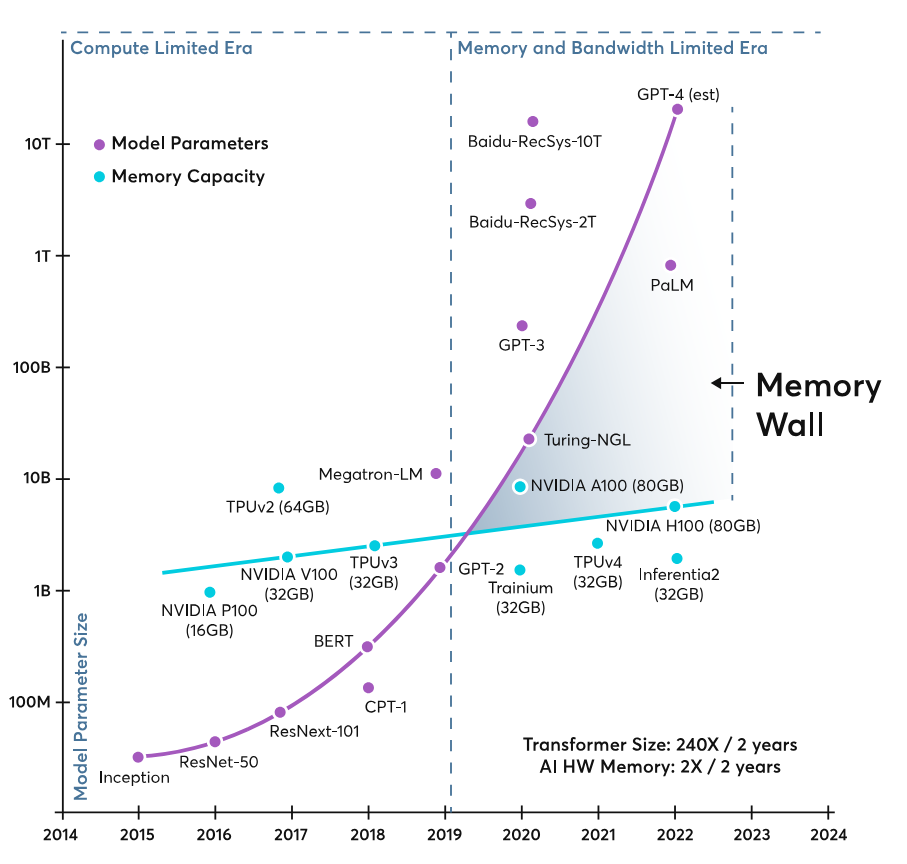 Compute Limited Era
Memory and Bandwidth Limited Era
GPT-4 (est)
10T
Model Parameters
Baidu-RecSys-10T
Memory Capacity
Baidu-RecSys-2T
1T
PaLM
GPT-3
100B
Memory
Wall
Turing-NGL
Megatron-LM
10B
NVIDIA A100 (80GB)
TPUv2 (64GB)
NVIDIA H100 (80GB)
TPUv3
(32GB)
NVIDIA V100
(32GB)
GPT-2
TPUv4
(32GB)
Inferentia2
(32GB)
1B
Trainium
(32GB)
NVIDIA P100
(16GB)
BERT
100M
CPT-1
ResNext-101
ResNet-50
Inception
Model Parameter Size
Transformer Size: 240X / 2 years
AI HW Memory: 2X / 2 years
2014
2015
2016
2017
2018
2019
2020
2021
2022
2023
2024